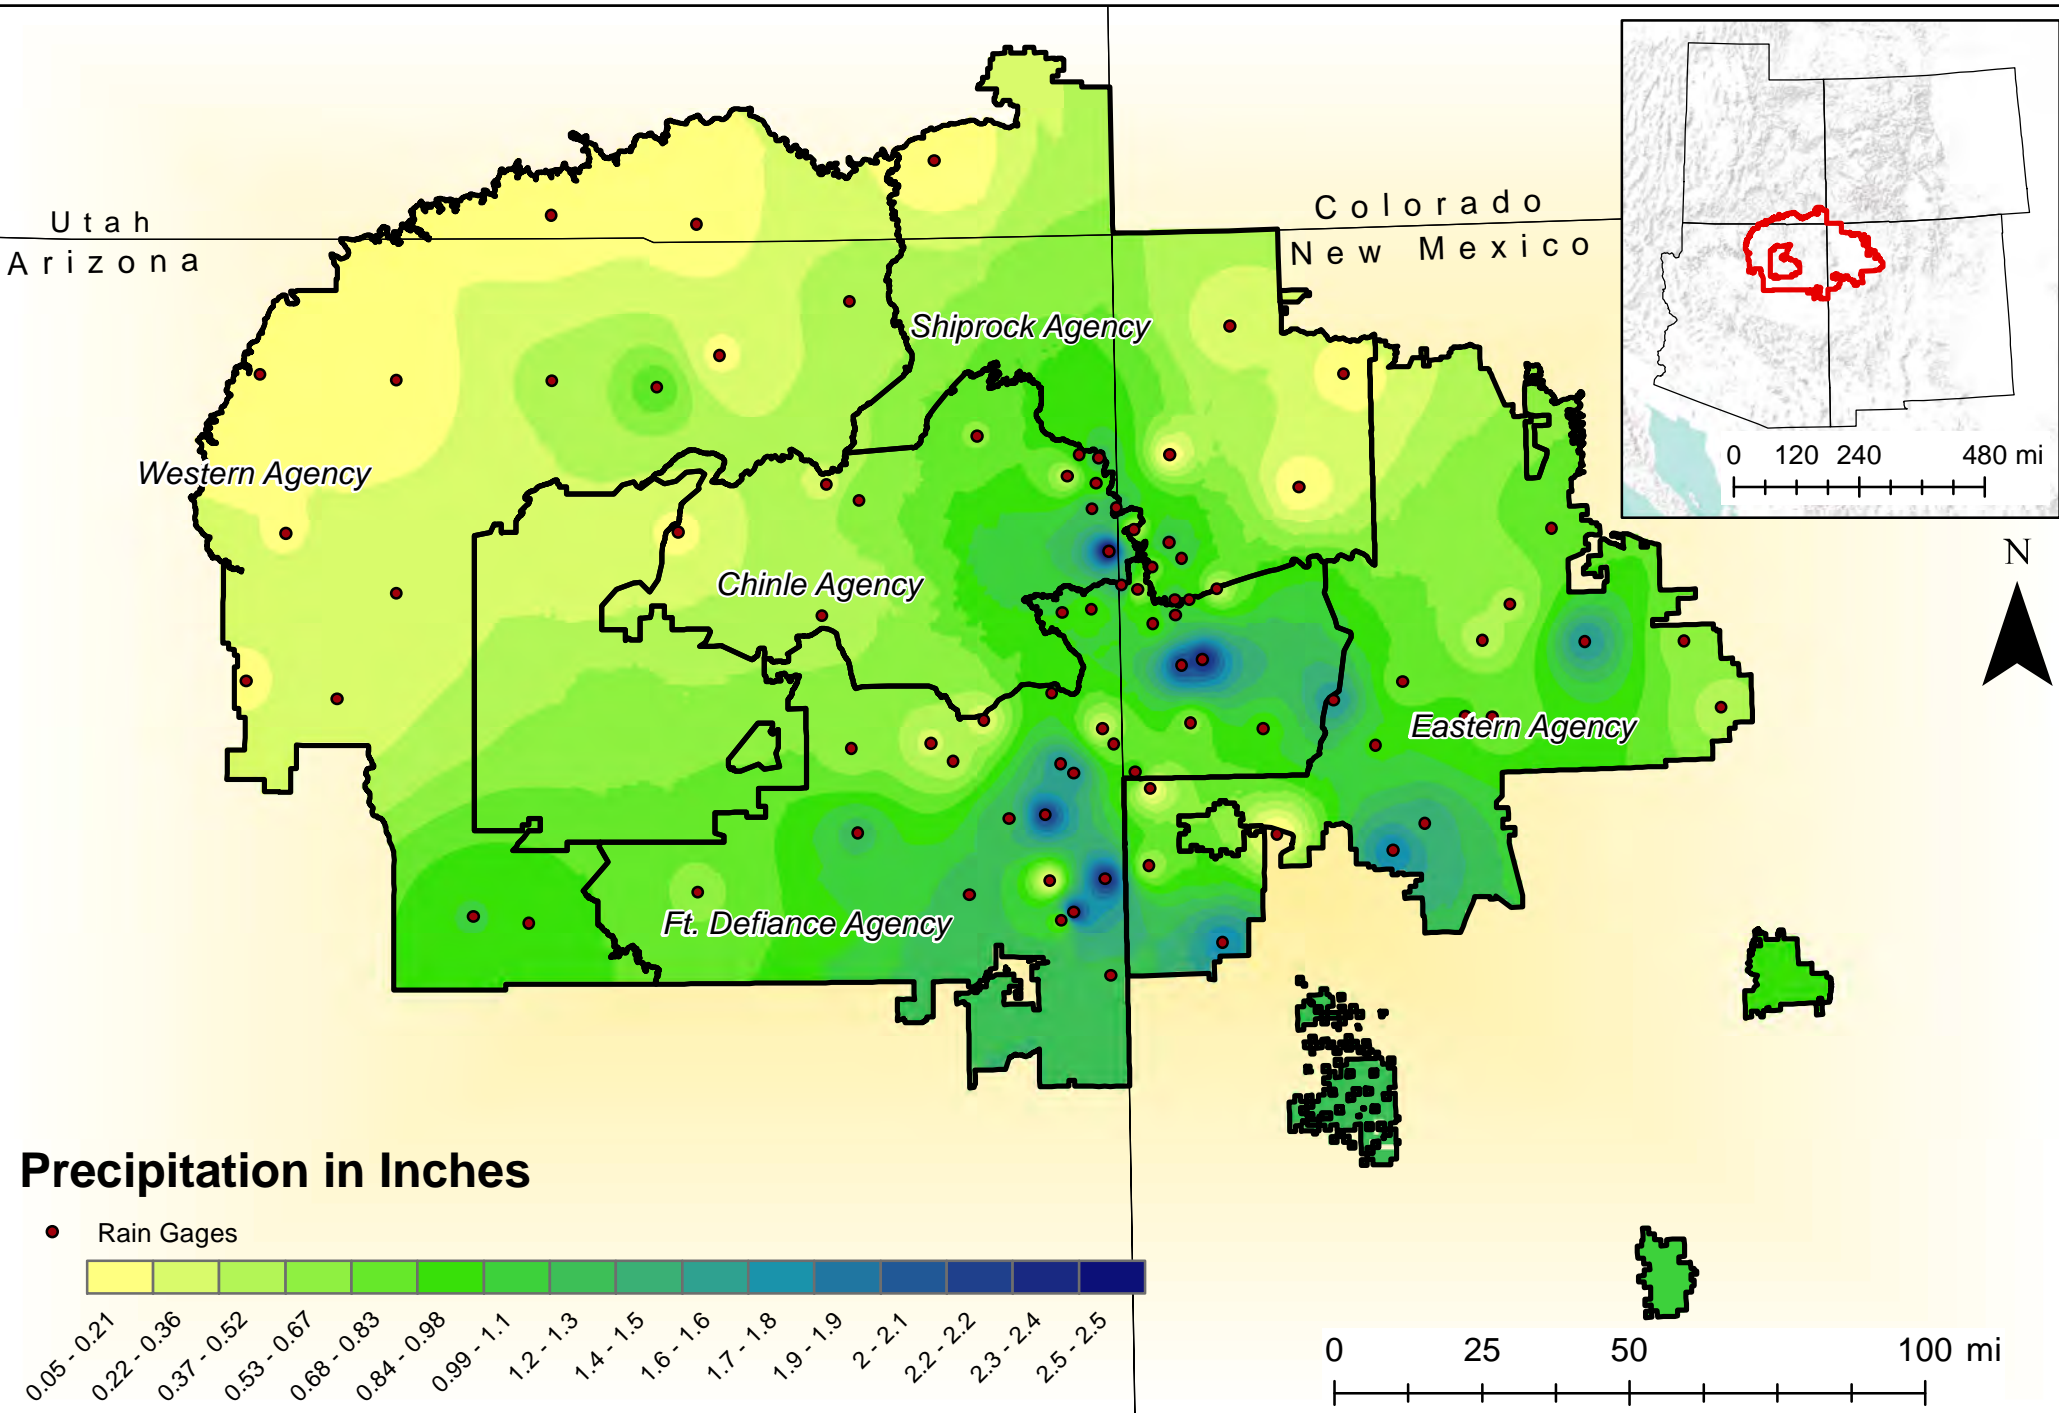 Utah
Arizona
Colorado
New Mexico
0 120 240 480 mi
N
Shiprock Agency
Western Agency
Chinle Agency
Eastern Agency
Ft. Defiance Agency
Precipitation in Inches
Rain Gages
0.05 - 0.21
0.22 - 0.36
0.37 - 0.52
0.53 - 0.67
0.68 - 0.83
0.84 - 0.98
0.99 - 1.1
1.2 - 1.3
1.4 - 1.5
1.6 - 1.6
1.7 - 1.8
1.9 - 1.9
2 - 2.1
2.2 - 2.2
2.3 - 2.4
2.5 - 2.5
0 25 50 100 mi